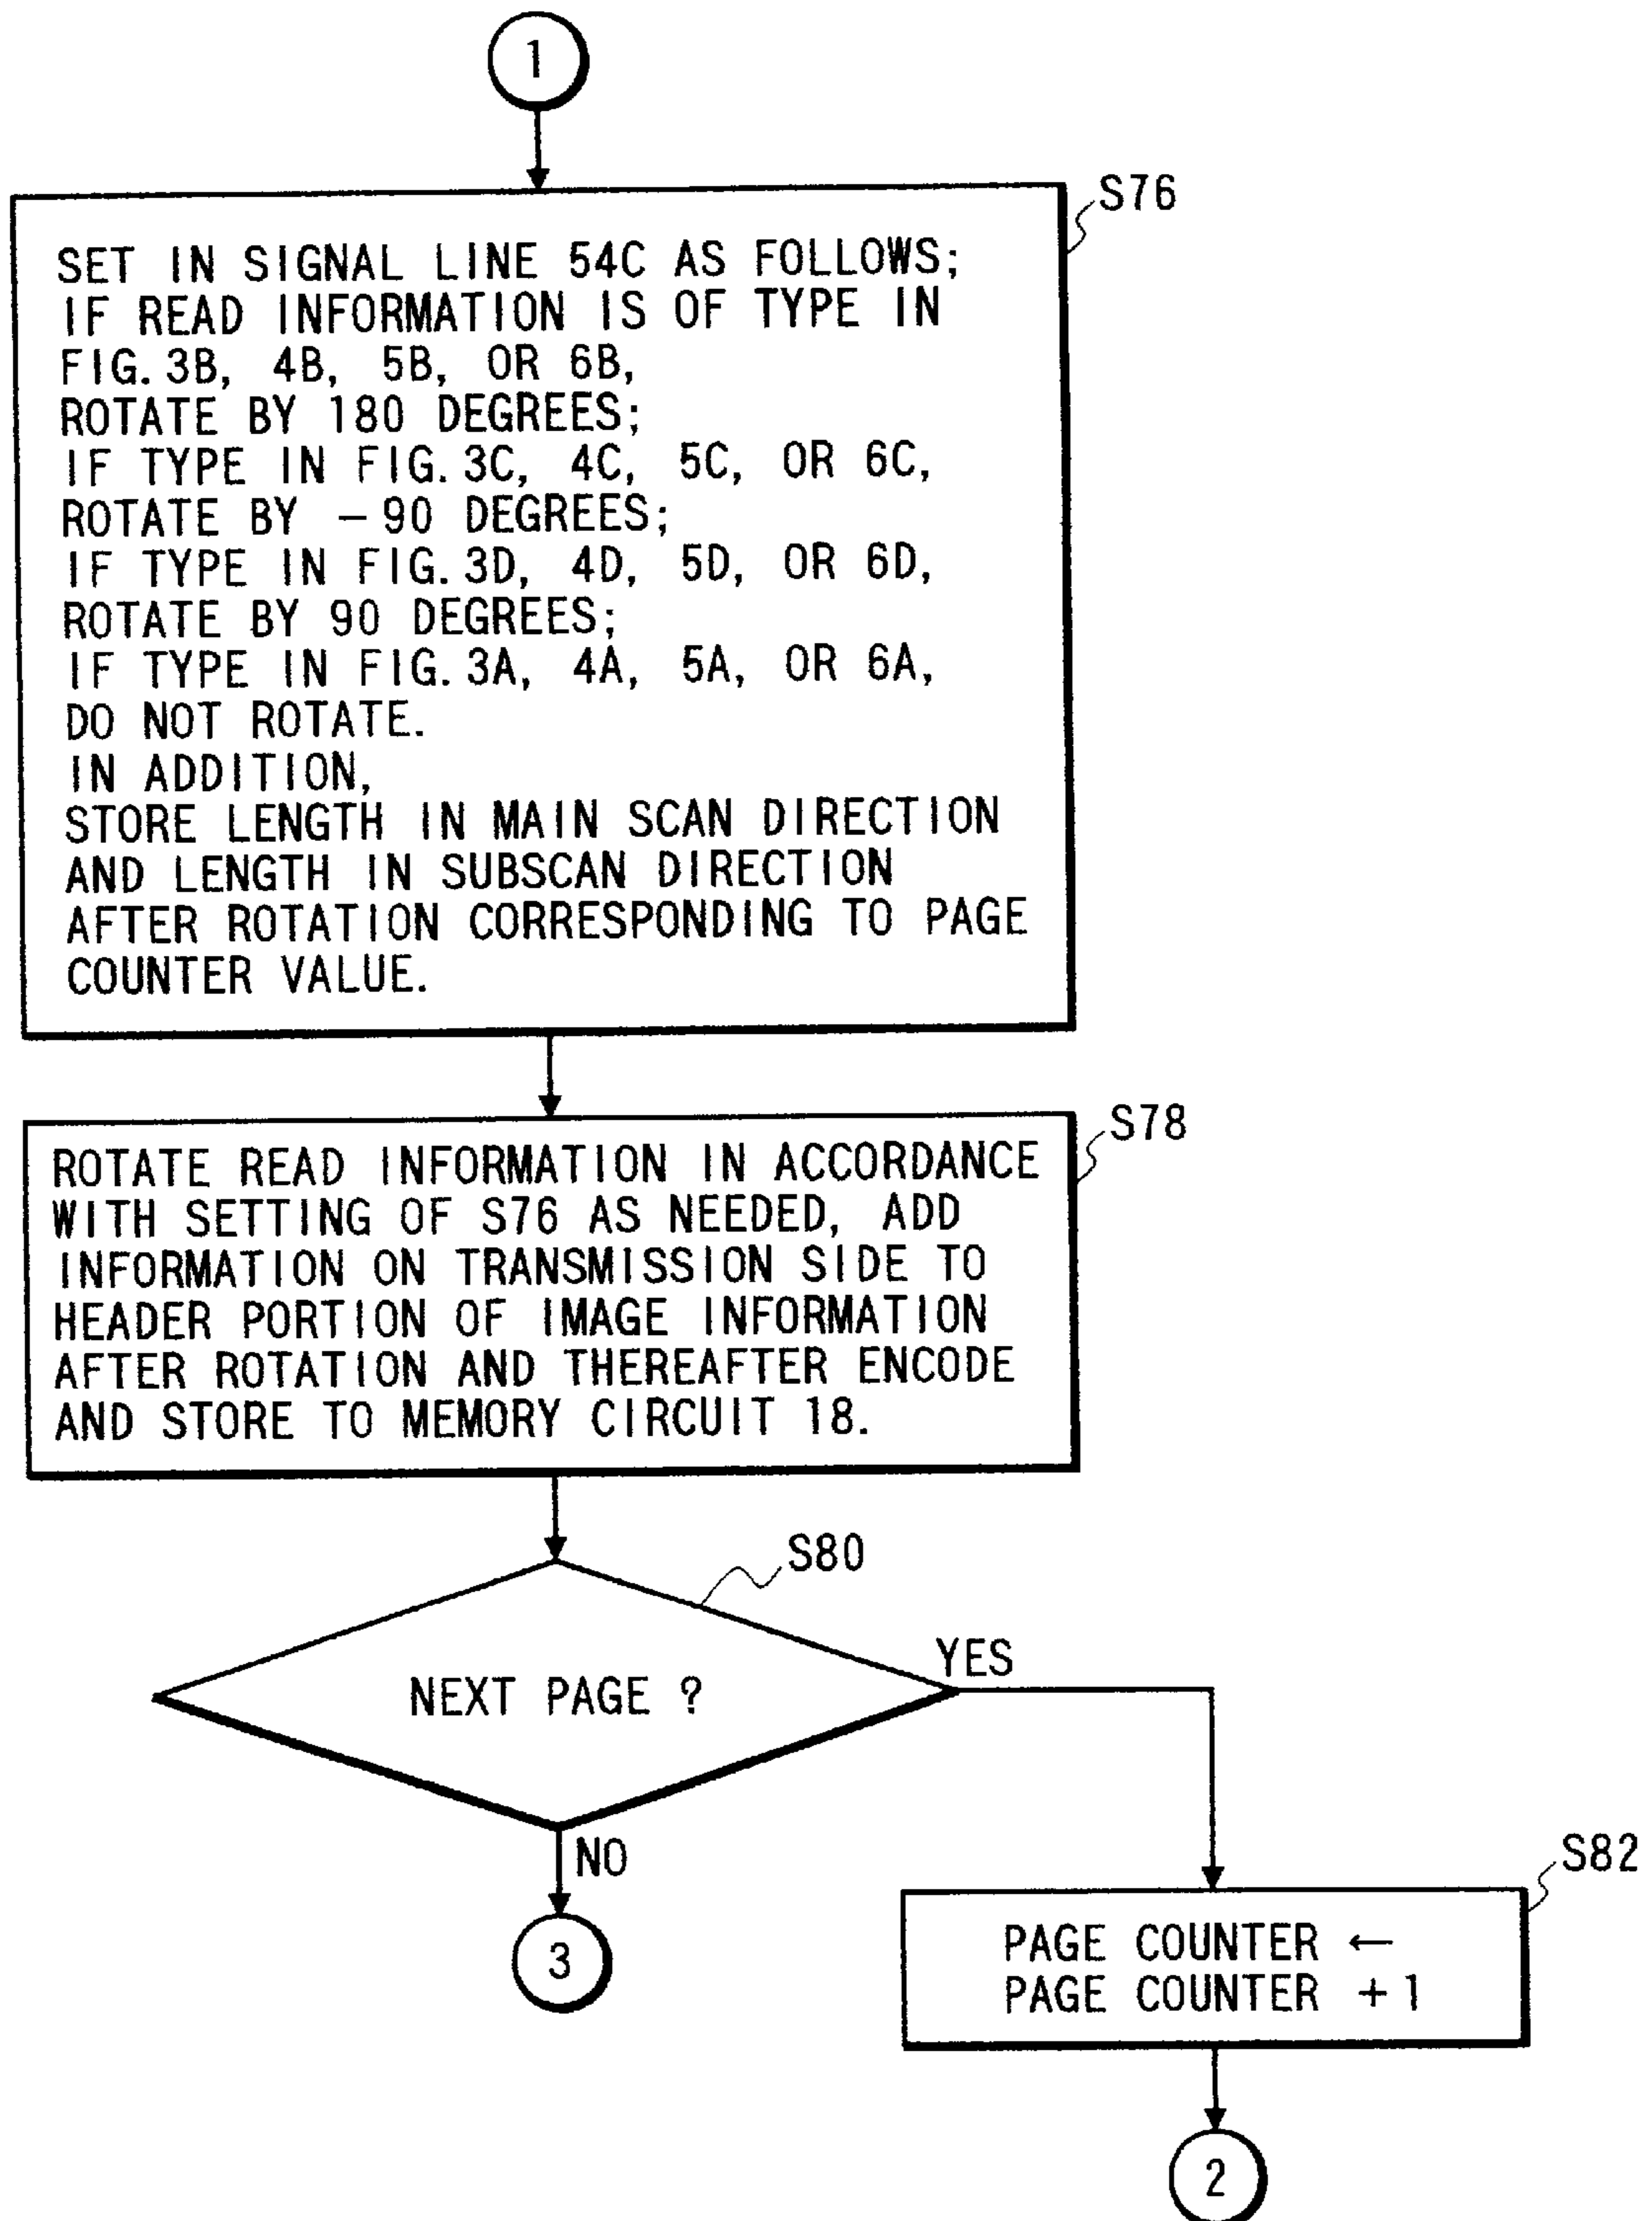 1
S76
SET IN SIGNAL LINE 54C AS FOLLOWS;
IF READ INFORMATION IS OF TYPE IN
FIG. 3B, 4B, 5B, OR 6B,
ROTATE BY 180 DEGREES;
IF TYPE IN FIG. 3C, 4C, 5C, OR 6C,
ROTATE BY −90 DEGREES;
IF TYPE IN FIG. 3D, 4D, 5D, OR 6D,
ROTATE BY 90 DEGREES;
IF TYPE IN FIG. 3A, 4A, 5A, OR 6A,
DO NOT ROTATE.
IN ADDITION,
STORE LENGTH IN MAIN SCAN DIRECTION
AND LENGTH IN SUBSCAN DIRECTION
AFTER ROTATION CORRESPONDING TO PAGE
COUNTER VALUE.
S78
ROTATE READ INFORMATION IN ACCORDANCE
WITH SETTING OF S76 AS NEEDED, ADD
INFORMATION ON TRANSMISSION SIDE TO
HEADER PORTION OF IMAGE INFORMATION
AFTER ROTATION AND THEREAFTER ENCODE
AND STORE TO MEMORY CIRCUIT 18.
S80
NEXT PAGE ?
YES
NO
3
S82
PAGE COUNTER ←
PAGE COUNTER +1
2